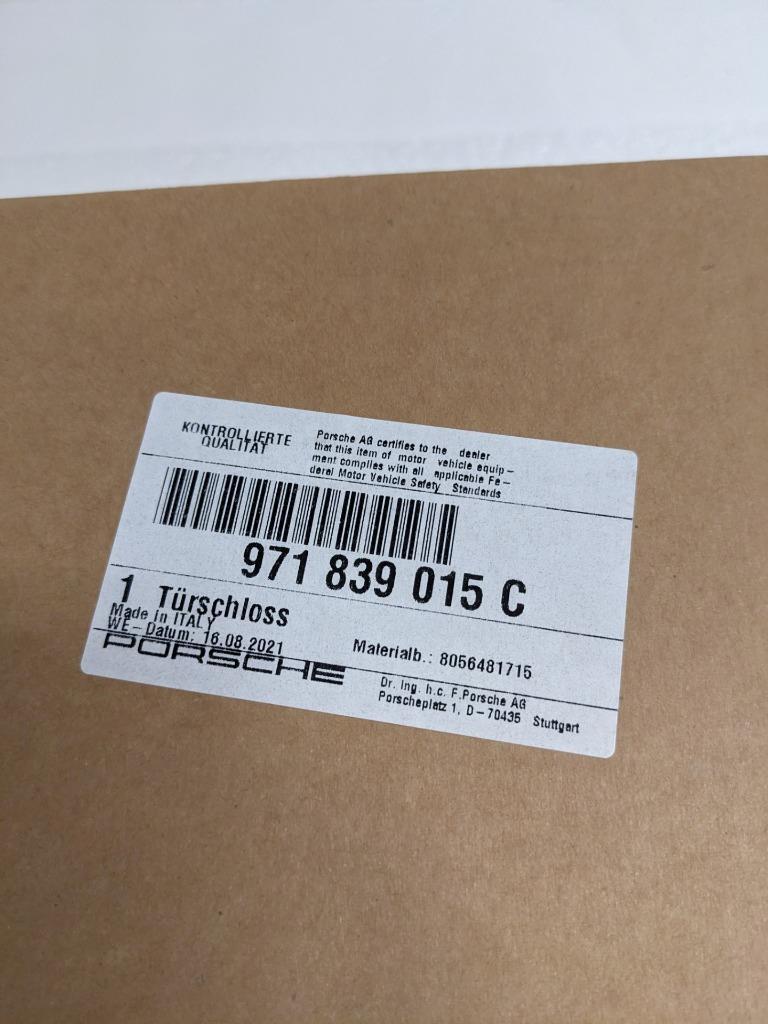 KONTROLLIERTE
QUALITÄT
Porsche AG certifies to the dealer
that this item of motor vehicle equip-
ment complies with all applicable Fe-
deral Motor Vehicle Safety Standards
971 839 015 C
1 Türschloss
Made in ITALY
WE-Datum: 16.08.2021
Materialb.: 8056481715
PORSCHE
Dr. Ing. h.c. F.Porsche AG
Porscheplatz 1, D-70435 Stuttgart